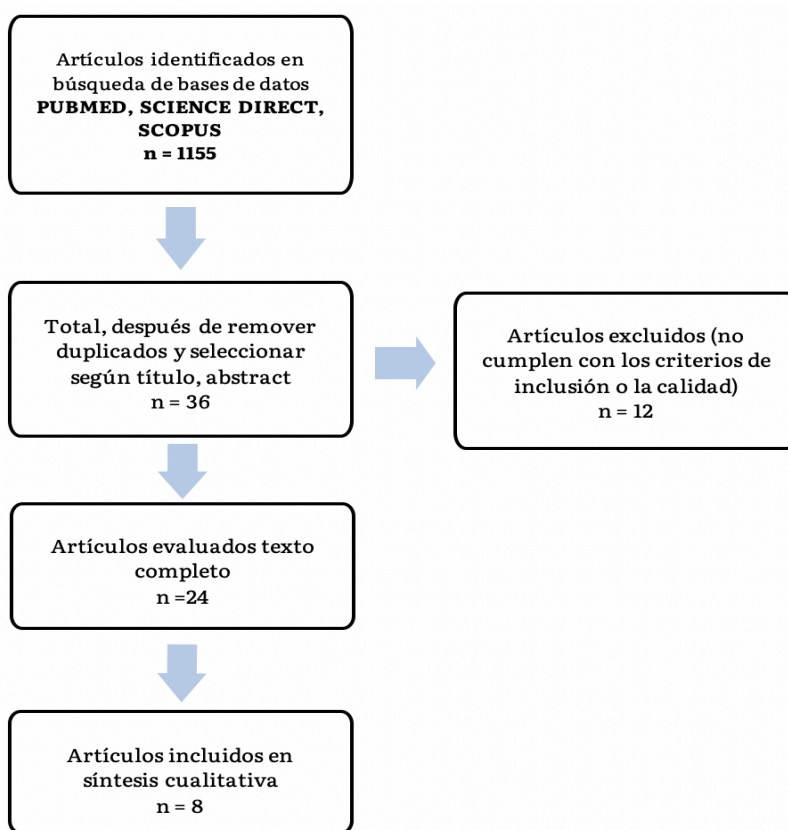 Artículos identificados en
búsqueda de bases de datos
PUBMED, SCIENCE DIRECT,
SCOPUS
n = 1155
Total, después de remover
duplicados y seleccionar
según título, abstract
n = 36
Artículos excluidos (no
cumplen con los criterios de
inclusión o la calidad)
n = 12
Artículos evaluados texto
completo
n =24
Artículos incluidos en
síntesis cualitativa
n = 8